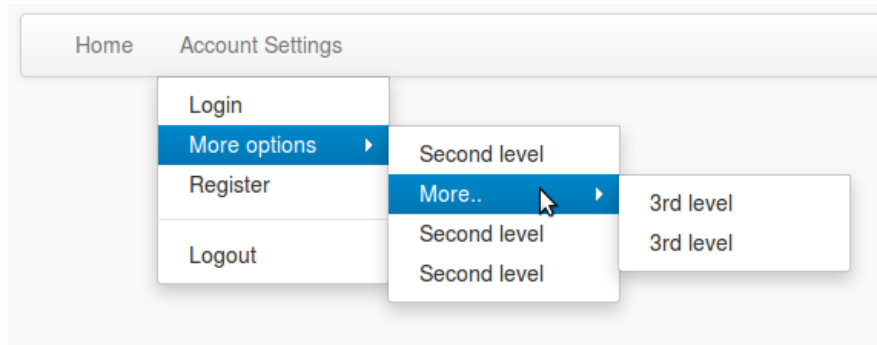 Home Account Settings
Login
More options
Register
Logout
Second level
More..
Second level
Second level
3rd level
3rd level